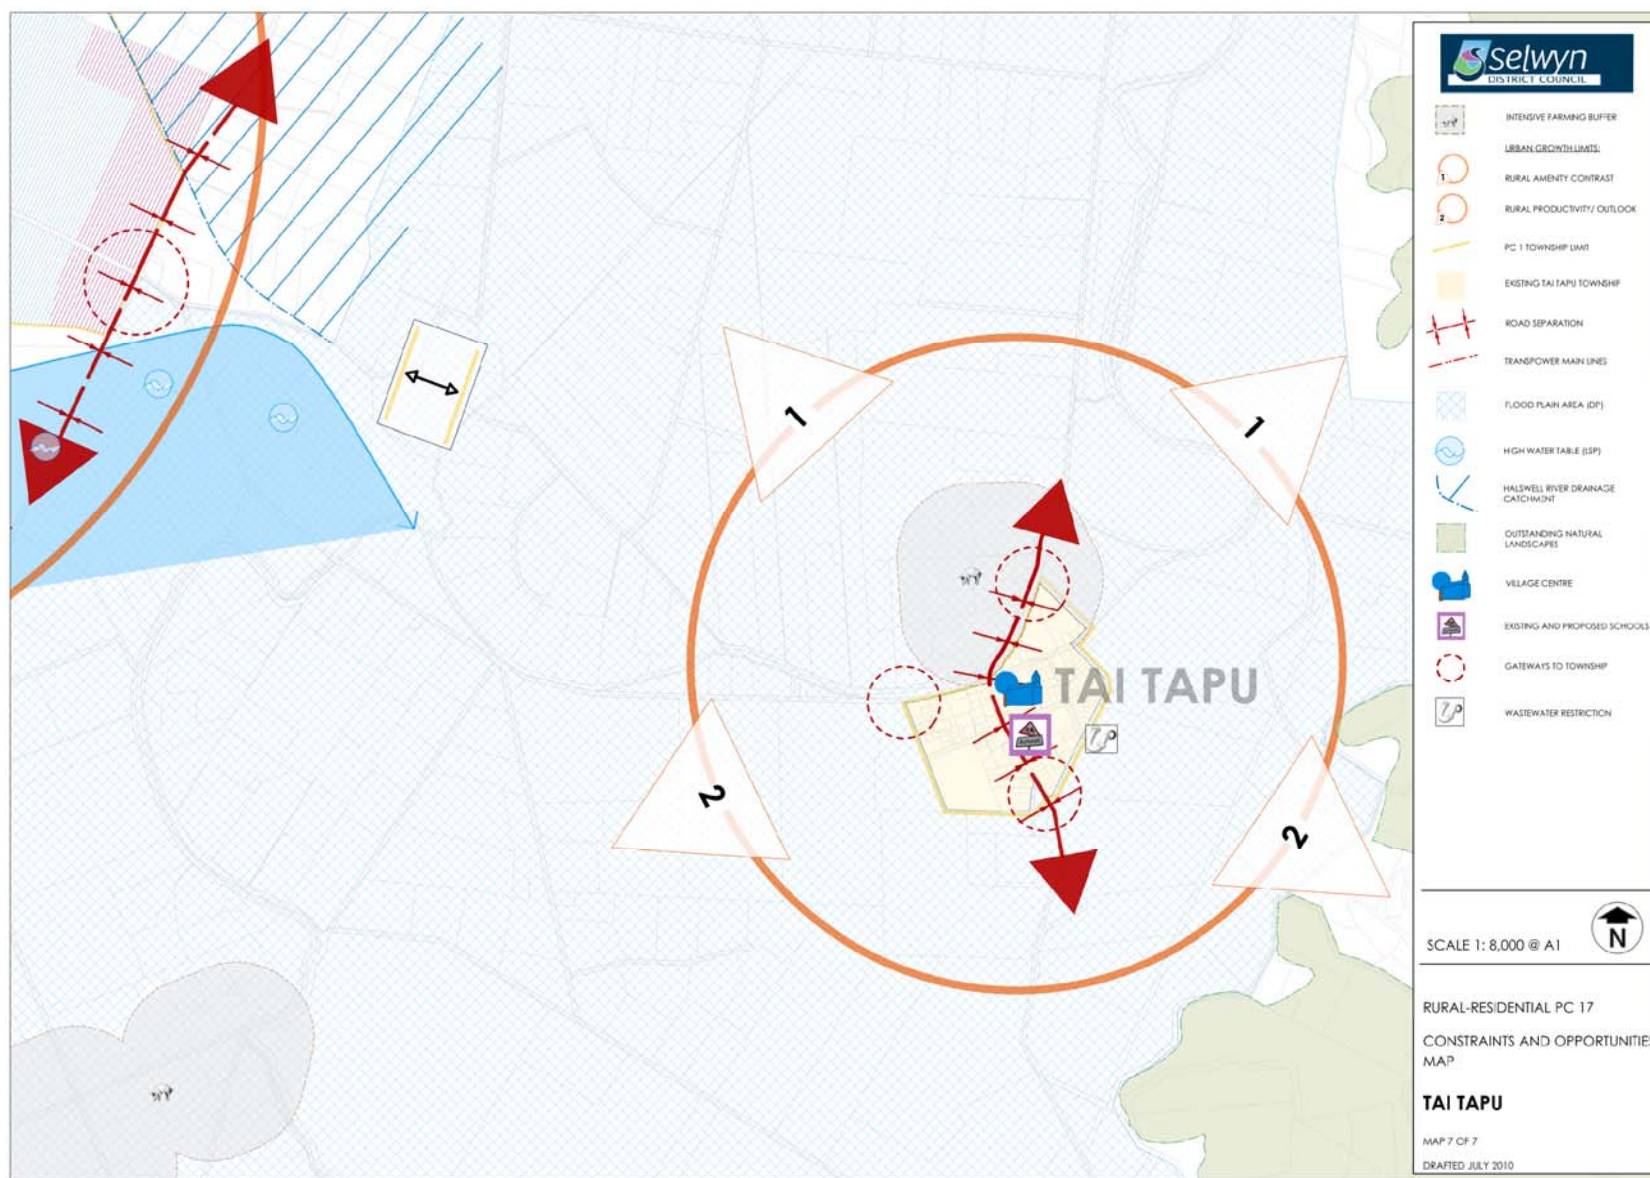 1
1
TAI TAPU
2
2
Selwyn
DISTRICT COUNCIL
INTENSIVE FARMING BUFFER
URBAN GROWTH LIMITS:
1
RURAL AMENITY CONTRAST
2
RURAL PRODUCTIVITY/ OUTLOOK
PC 1 TOWNSHIP LIMIT
EXISTING TAI TAPU TOWNSHIP
ROAD SEPARATION
TRANSPOWER MAIN LINES
FLOOD PLAIN AREA (DP)
HIGH WATER TABLE (LSP)
HALSWELL RIVER DRAINAGE
CATCHMENT
OUTSTANDING NATURAL
LANDSCAPES
VILLAGE CENTRE
EXISTING AND PROPOSED SCHOOLS
GATEWAYS TO TOWNSHIP
WASTEWATER RESTRICTION
SCALE 1: 8,000 @ A1
N
RURAL-RESIDENTIAL PC 17
CONSTRAINTS AND OPPORTUNITIES
MAP
TAI TAPU
MAP 7 OF 7
DRAFTED JULY 2010